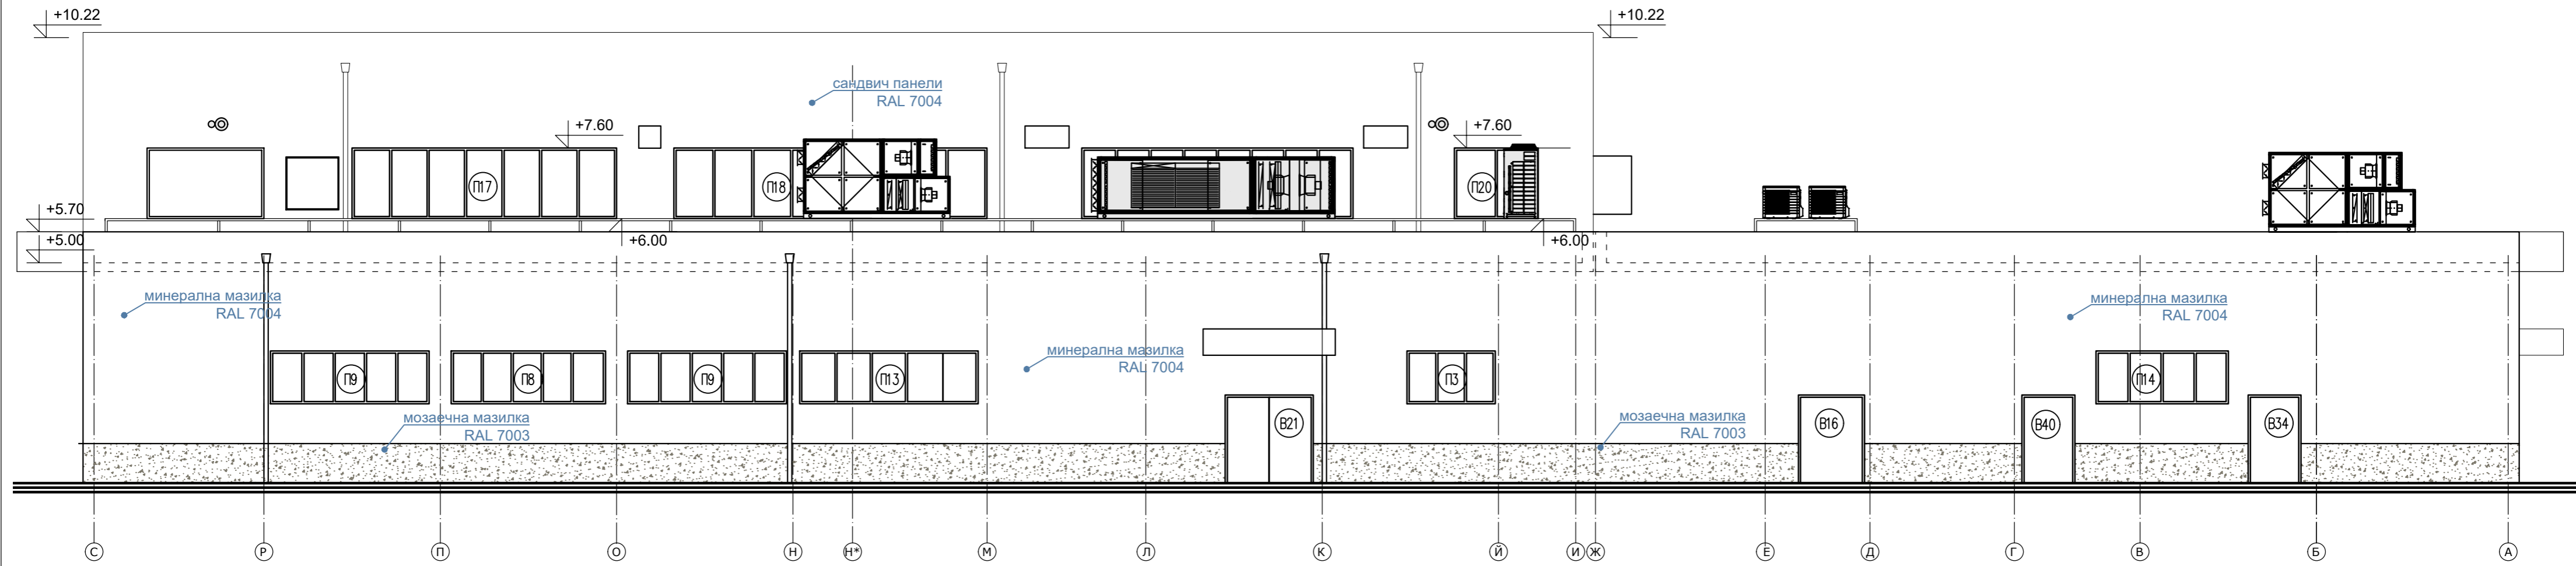 +10.22
+10.22
сандвич панели
RAL 7004
+7.60
+7.60
П17
П18
П20
+5.70
+6.00
+6.00
+5.00
минерална мазилка
RAL 7004
минерална мазилка
RAL 7004
минерална мазилка
RAL 7004
П9
П8
П9
П13
П3
П14
мозаечна мазилка
RAL 7003
мозаечна мазилка
RAL 7003
В21
В16
В40
В34
С
Р
П
О
Н
Н*
М
Л
К
Й
И
Ж
Е
Д
Г
В
Б
А